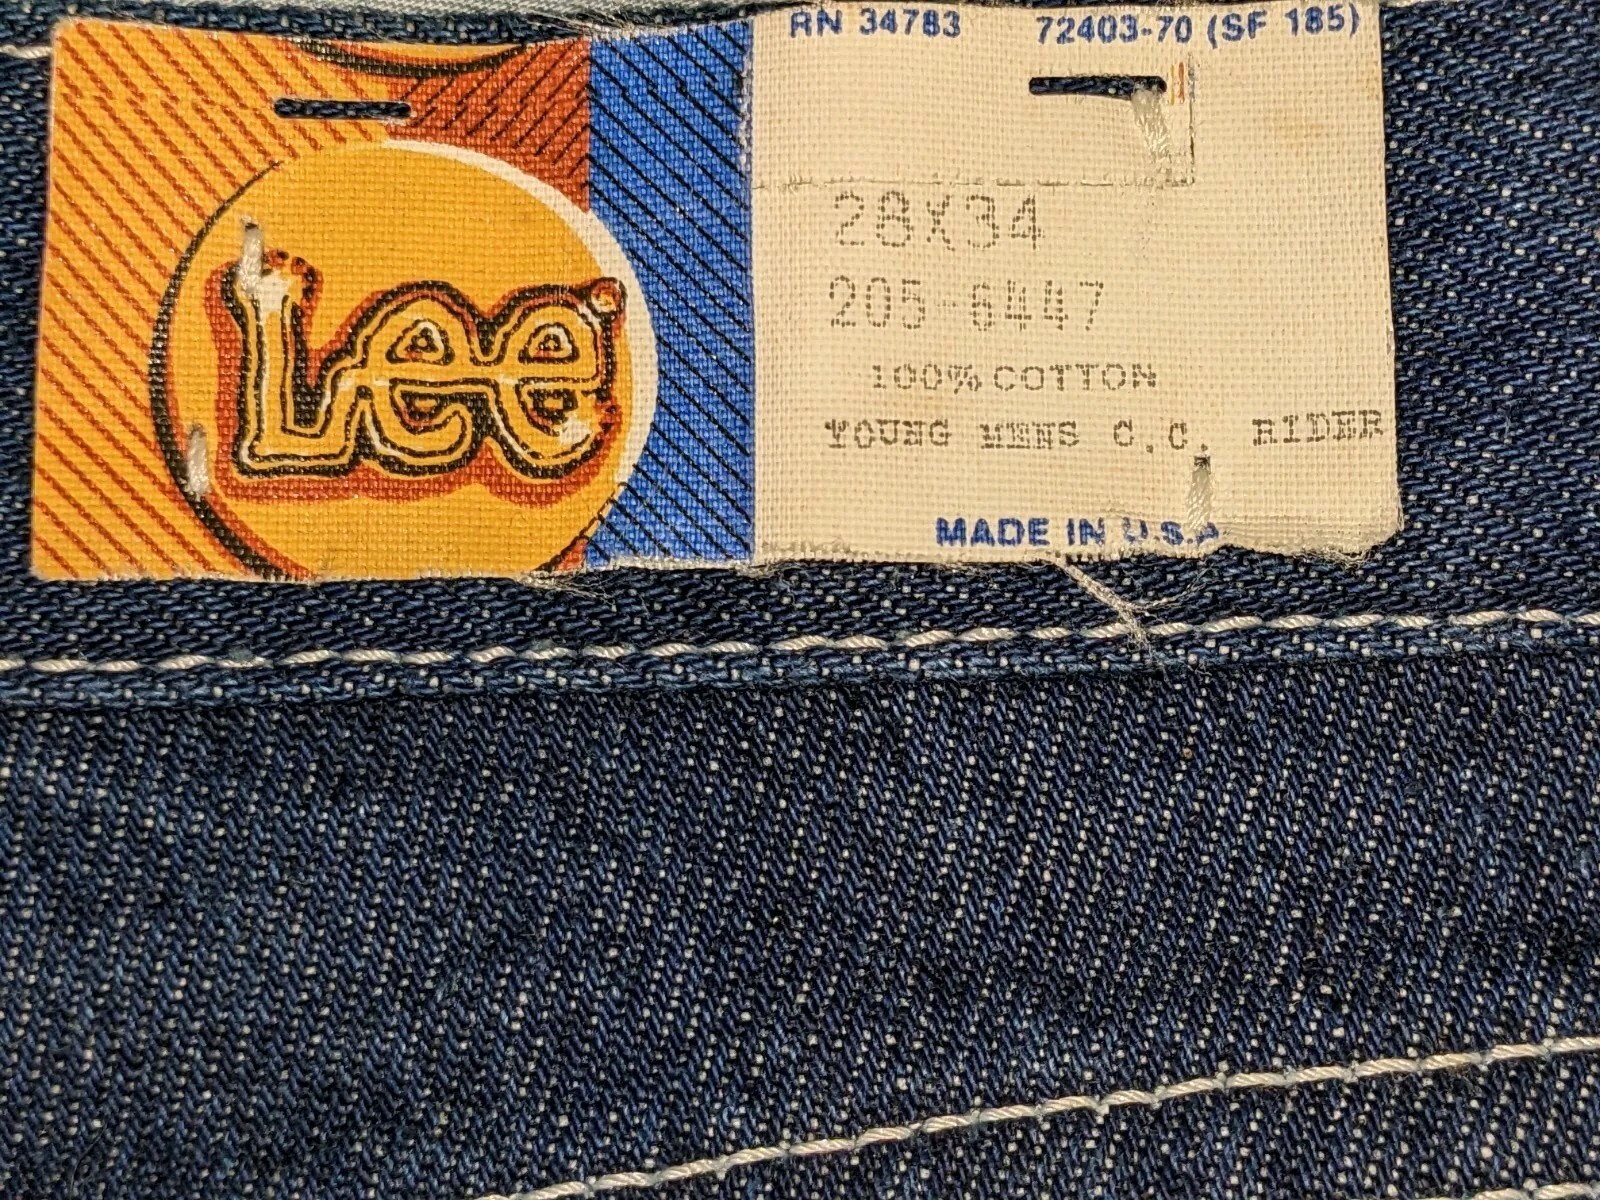 Lee
RN 34783 72403-70 (SF 185)
28X34
205-6447
100% COTTON
YOUNG MENS C.C. RIDER
MADE IN U.S.A